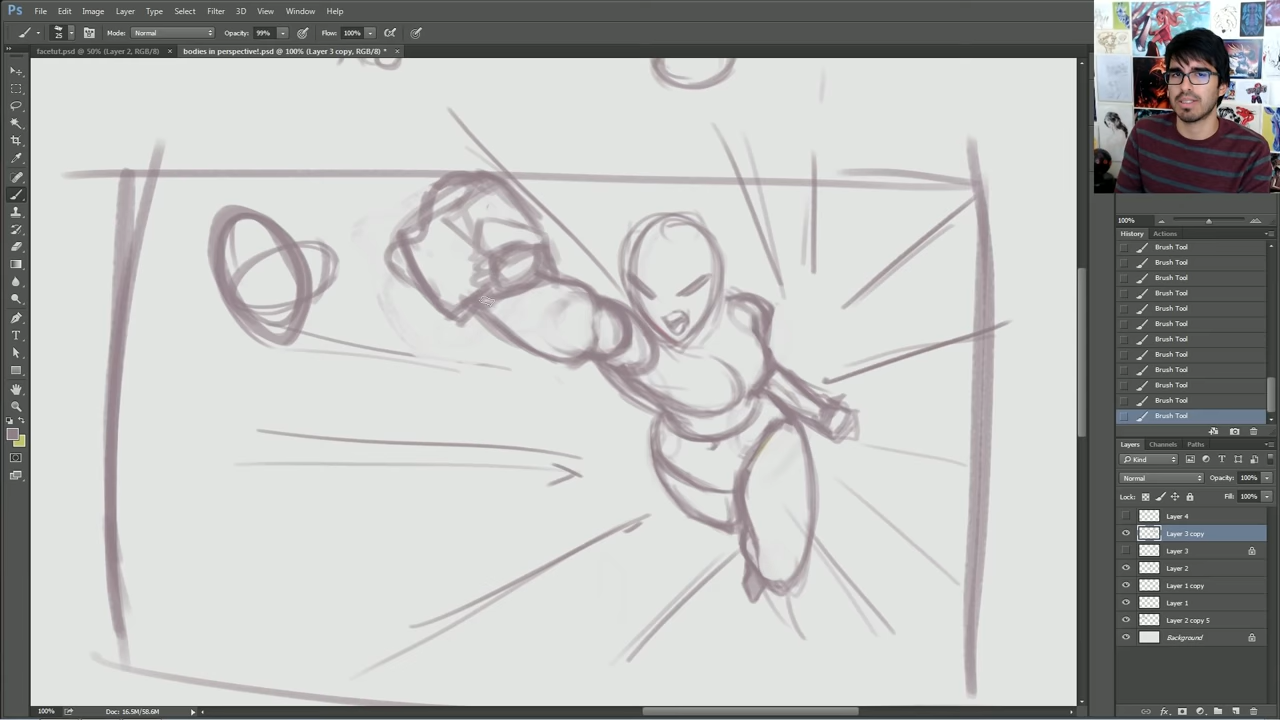 Ps File Edit Image Layer Type Select Filter 3D View Window Help
25 Mode: Normal Opacity: 99% Flow: 100%
facelut.psd @ 50% (Layer 2, RGB/8) × bodies in perspective!.psd @ 100% (Layer 3 copy, RGB/8) * ×
100%
History Actions
Brush Tool
Brush Tool
Brush Tool
Brush Tool
Brush Tool
Brush Tool
Brush Tool
Brush Tool
Brush Tool
Brush Tool
Brush Tool
Brush Tool
Layers Channels Paths
Kind
Normal Opacity: 100%
Lock: Fill: 100%
Layer 4
Layer 3 copy
Layer 3
Layer 2
Layer 1 copy
Layer 1
Layer 2 copy 5
Background
100% Doc: 16.5M/58.6M